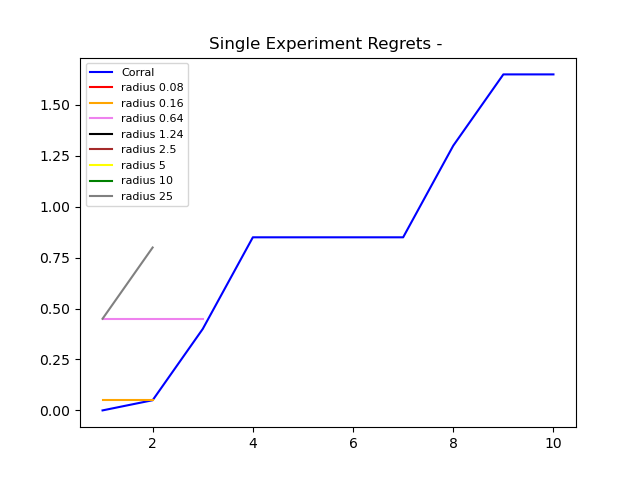 Single Experiment Regrets -
Corral
radius 0.08
radius 0.16
radius 0.64
radius 1.24
radius 2.5
radius 5
radius 10
radius 25
1.50
1.25
1.00
0.75
0.50
0.25
0.00
2 4 6 8 10